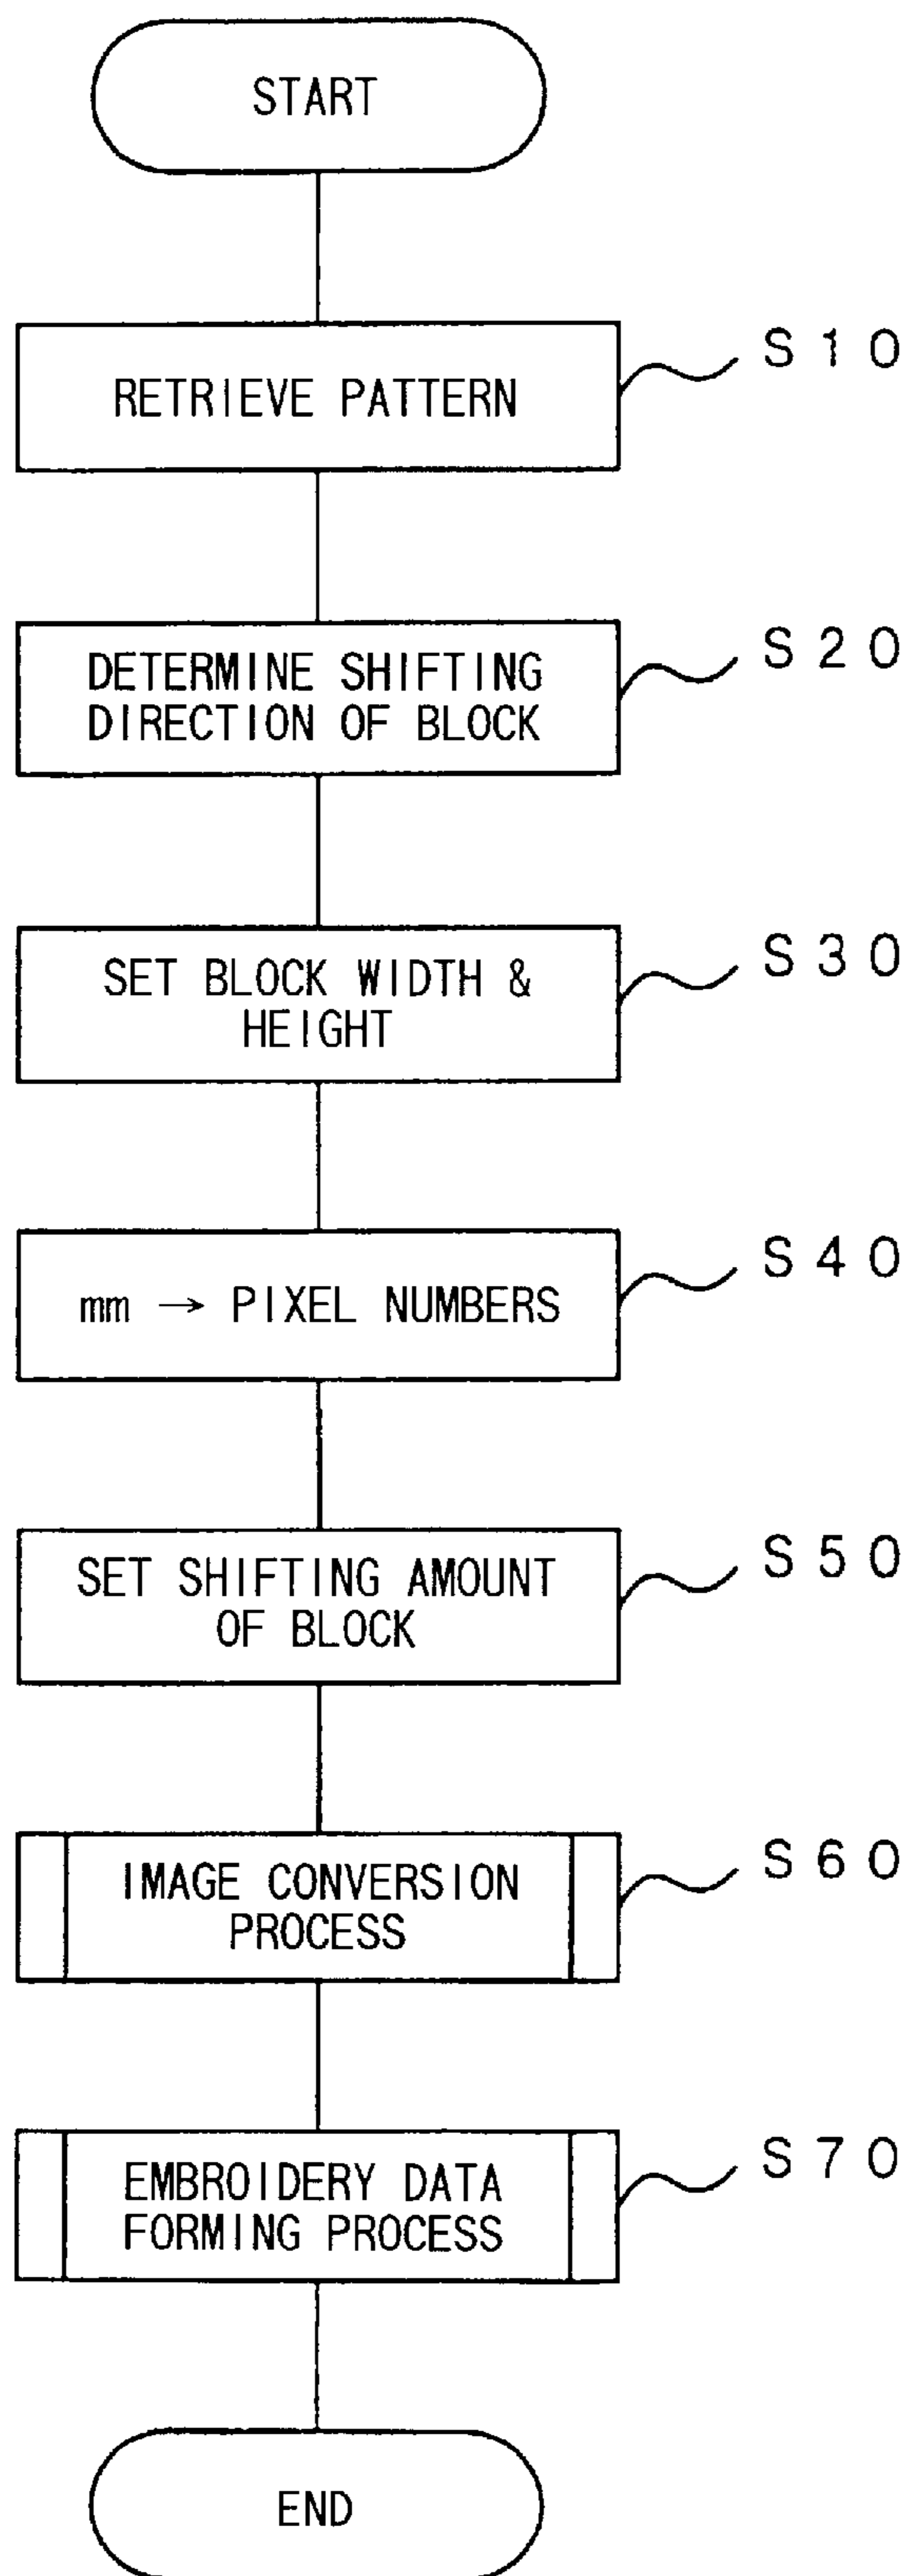 START
RETRIEVE PATTERN
S10
DETERMINE SHIFTING
DIRECTION OF BLOCK
S20
SET BLOCK WIDTH &
HEIGHT
S30
mm → PIXEL NUMBERS
S40
SET SHIFTING AMOUNT
OF BLOCK
S50
IMAGE CONVERSION
PROCESS
S60
EMBROIDERY DATA
FORMING PROCESS
S70
END